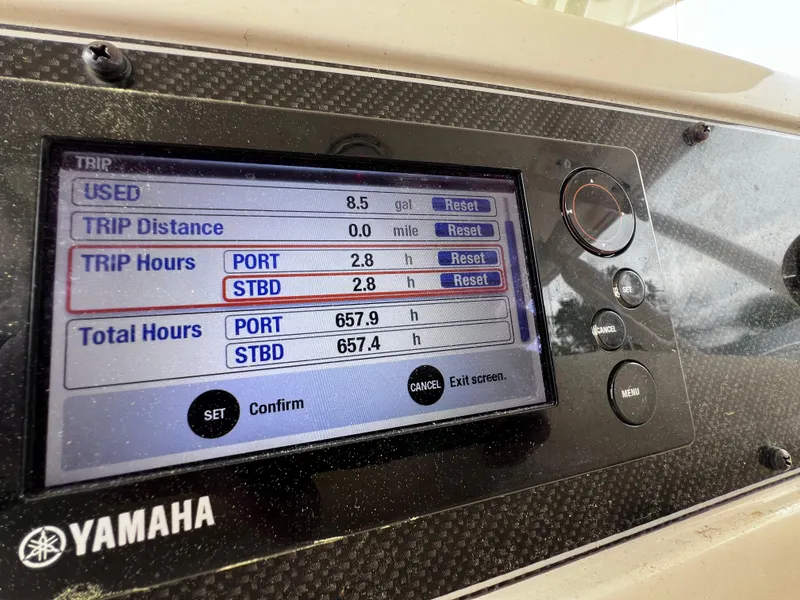 TRIP
USED 8.5 gal Reset
TRIP Distance 0.0 mile Reset
TRIP Hours PORT 2.8 h Reset
STBD 2.8 h Reset
Total Hours PORT 657.9 h
STBD 657.4 h
SET Confirm CANCEL Exit screen.
SET
CANCEL
MENU
YAMAHA